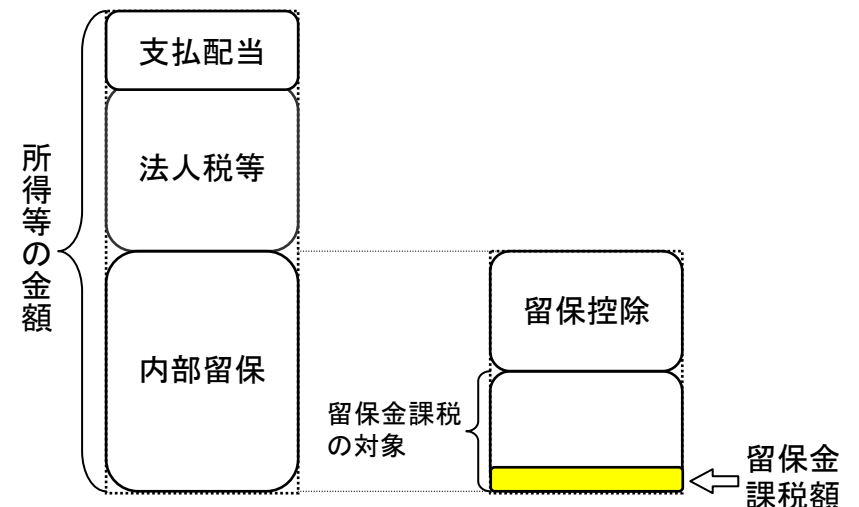 支払配当
法人税等
所得等の金額
内部留保
留保控除
留保金課税
の対象
留保金
課税額